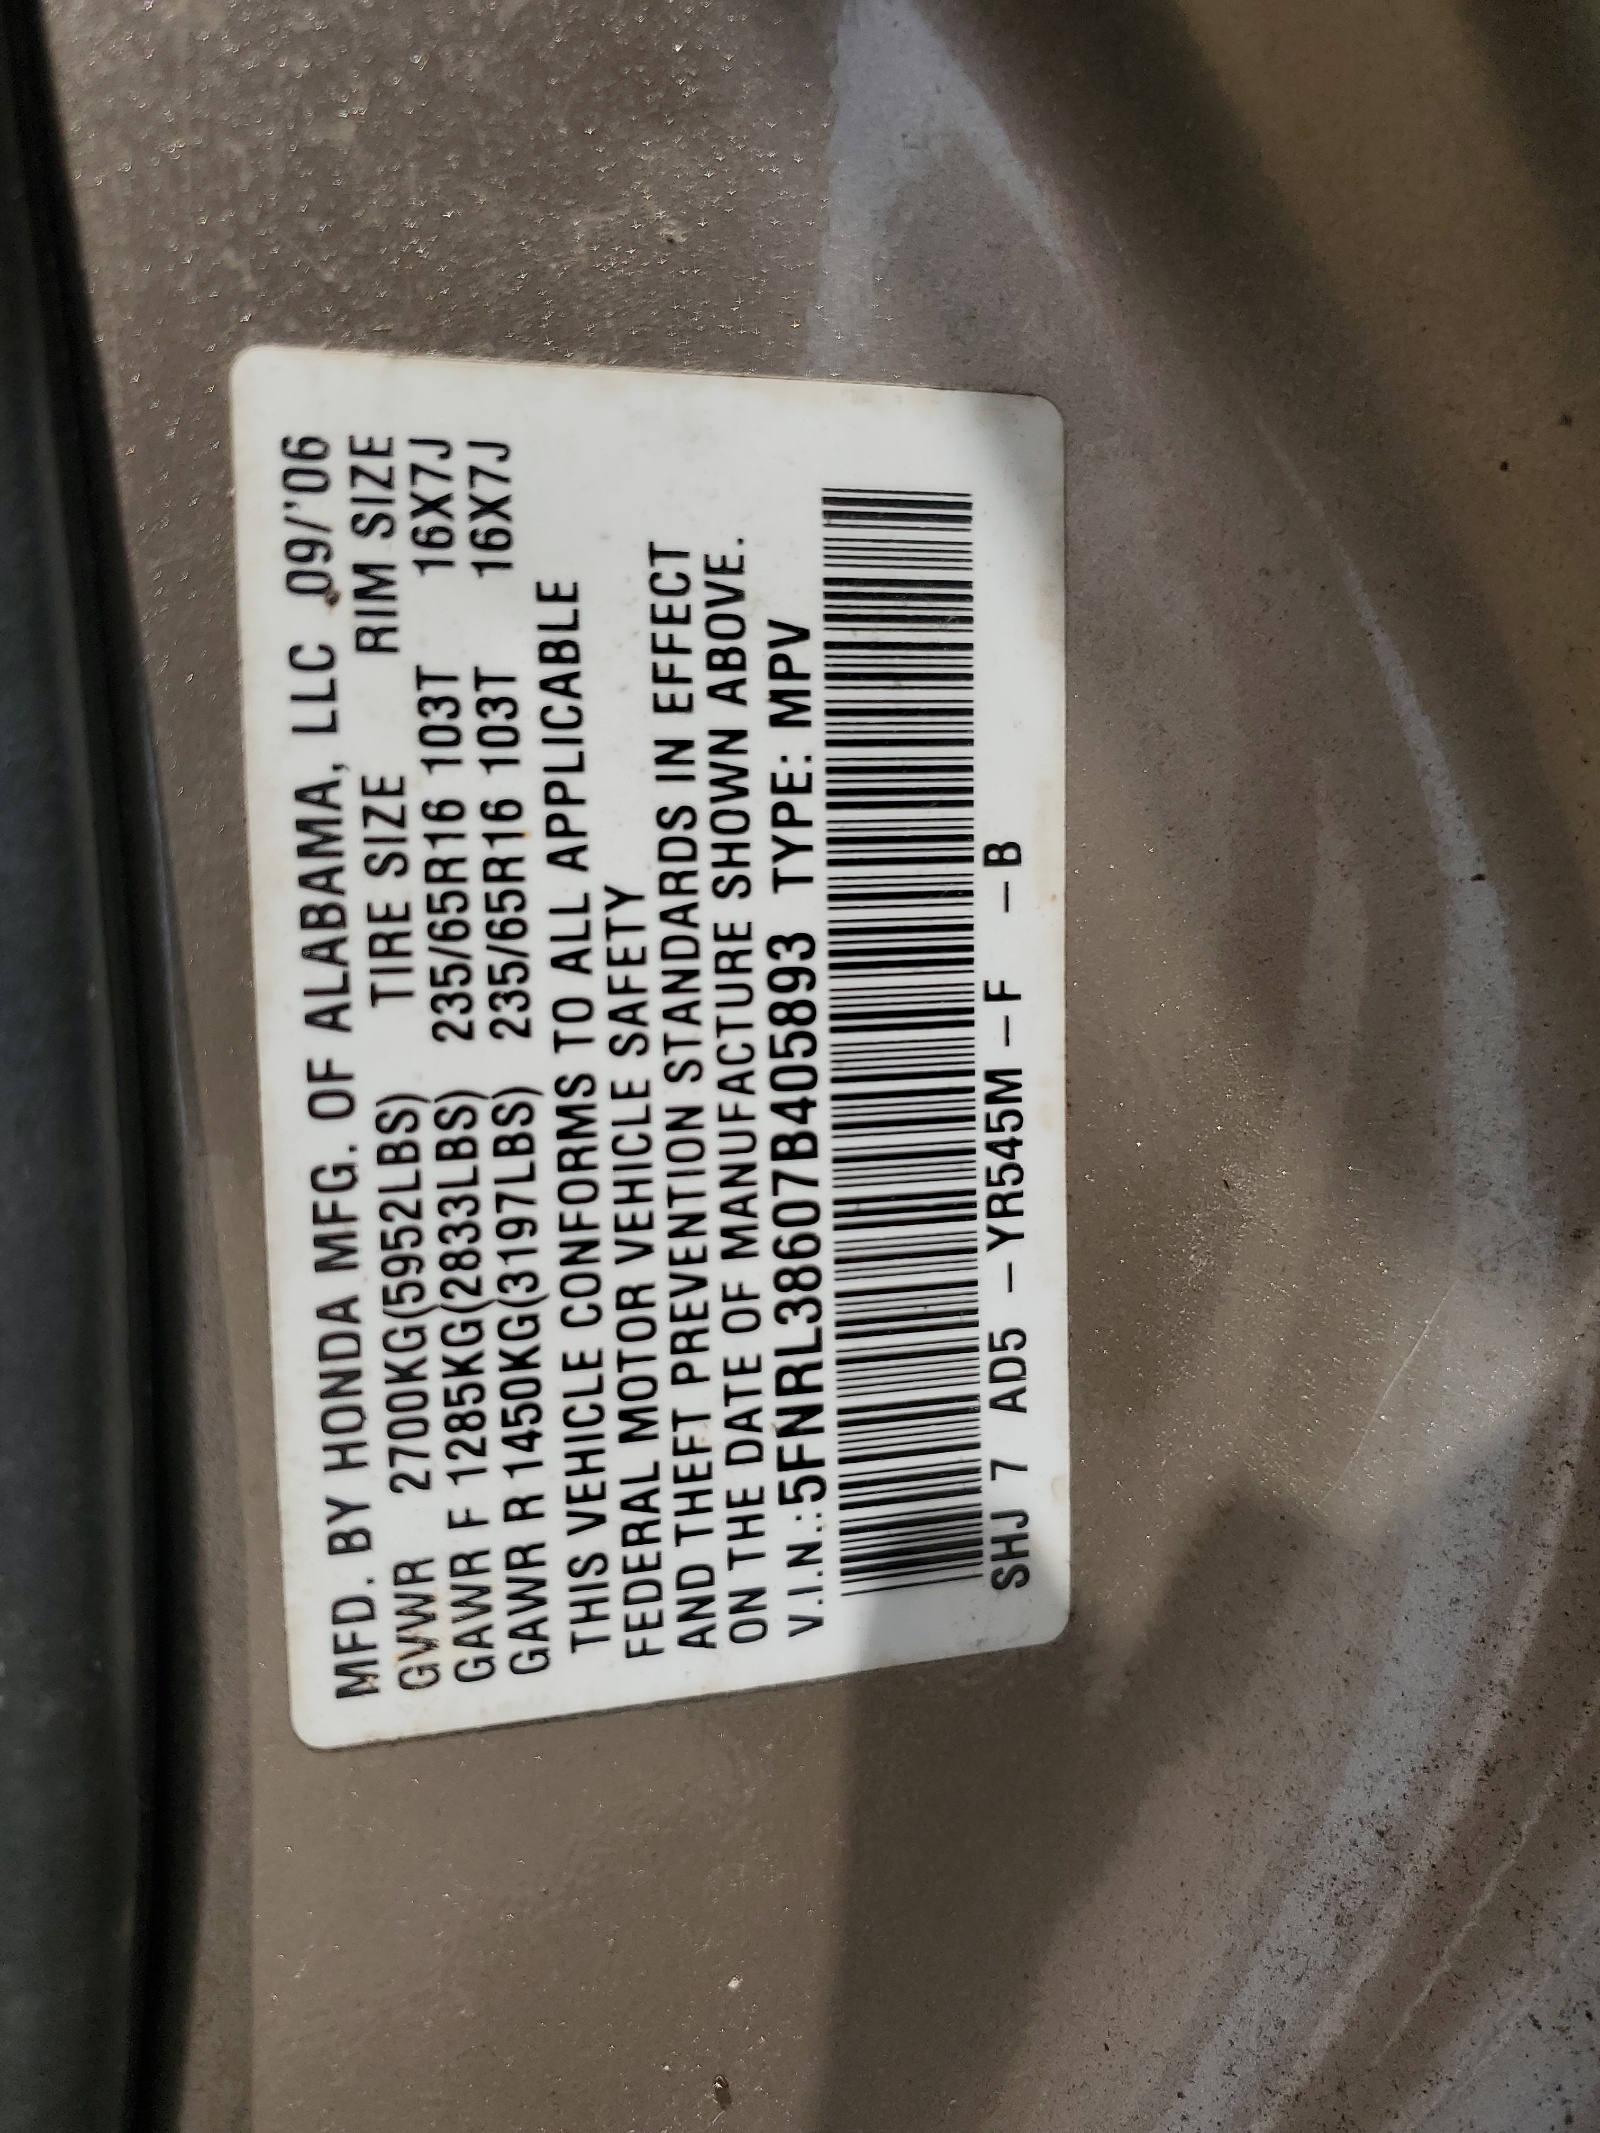 MFD. BY HONDA MFG. OF ALABAMA, LLC 09/'06
GVWR 2700KG(5952LBS) TIRE SIZE RIM SIZE
GAWR F 1285KG(2833LBS) 235/65R16 103T 16X7J
GAWR R 1450KG(3197LBS) 235/65R16 103T 16X7J
THIS VEHICLE CONFORMS TO ALL APPLICABLE
FEDERAL MOTOR VEHICLE SAFETY
AND THEFT PREVENTION STANDARDS IN EFFECT
ON THE DATE OF MANUFACTURE SHOWN ABOVE.
V.I.N.:5FNRL38607B405893 TYPE: MPV
SHJ 7 AD5 – YR545M – F – B